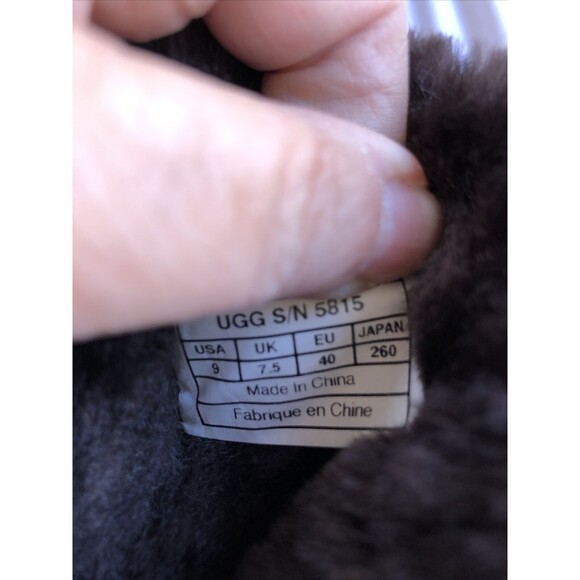 UGG S/N 5815
USA UK EU JAPAN
9 7.5 40 260
Made in China
Fabrique en Chine